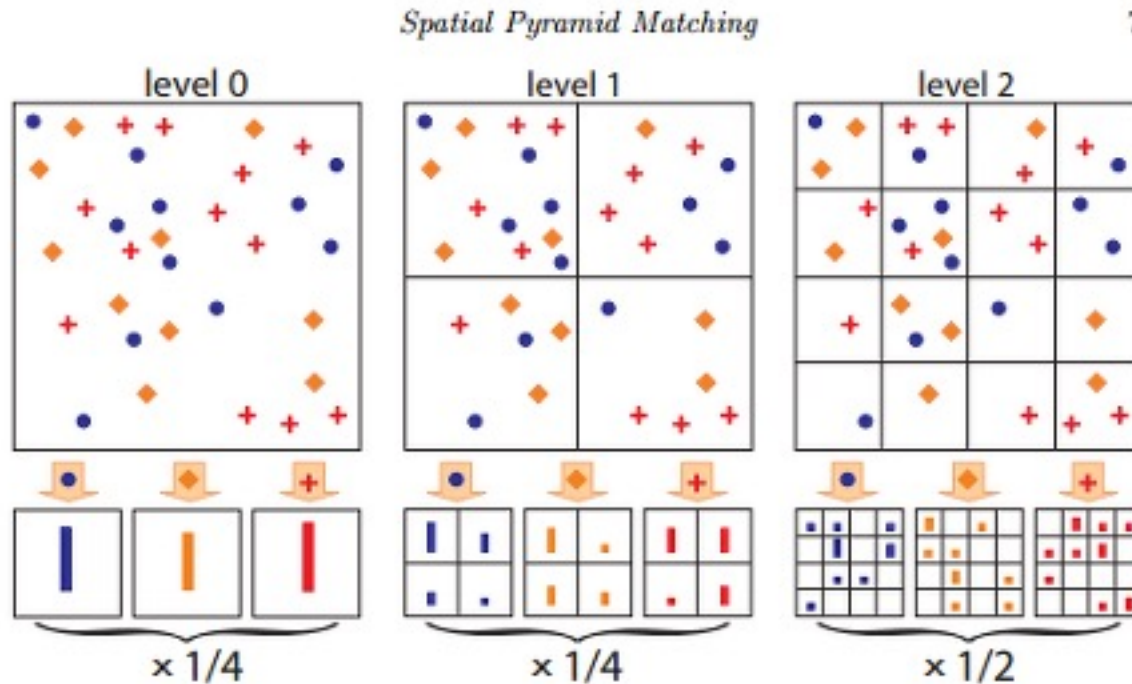 Spatial Pyramid Matching
level 0 level 1 level 2
x 1/4 x 1/4 x 1/2